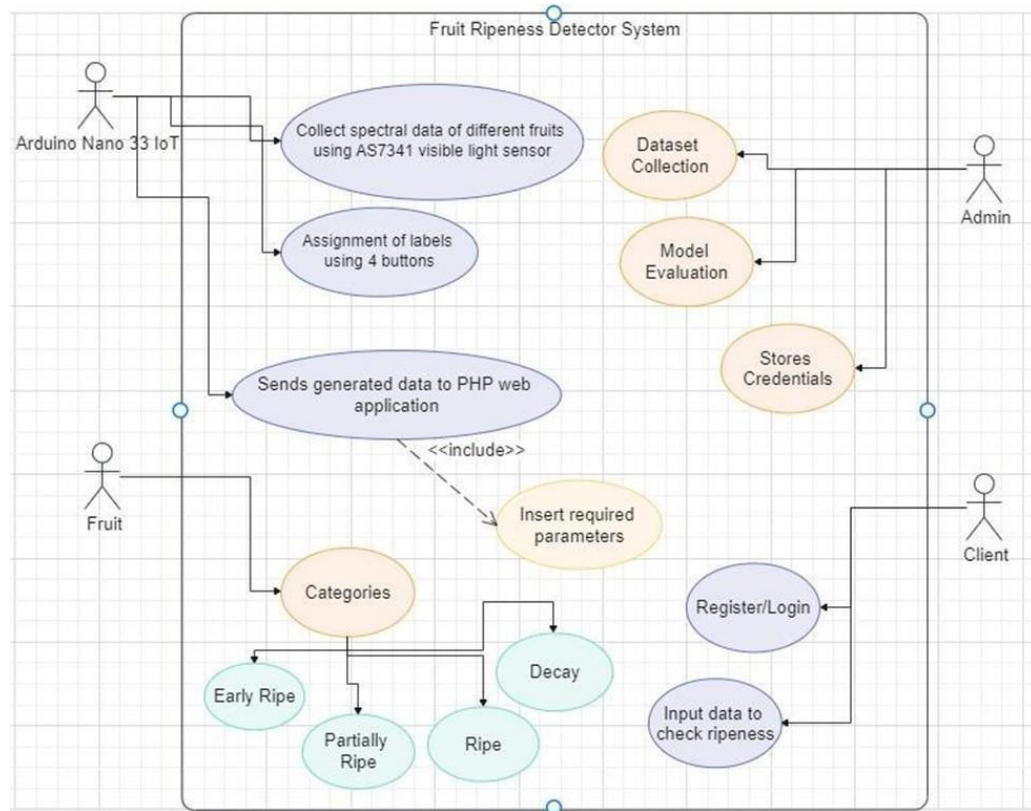 Fruit Ripeness Detector System
Arduino Nano 33 IoT
Collect spectral data of different fruits
using AS7341 visible light sensor
Dataset
Collection
Admin
Assignment of labels
using 4 buttons
Model
Evaluation
Stores
Credentials
Sends generated data to PHP web
application
<<include>>
Fruit
Insert required
parameters
Client
Categories
Register/Login
Early Ripe
Decay
Partially
Ripe
Ripe
Input data to
check ripeness